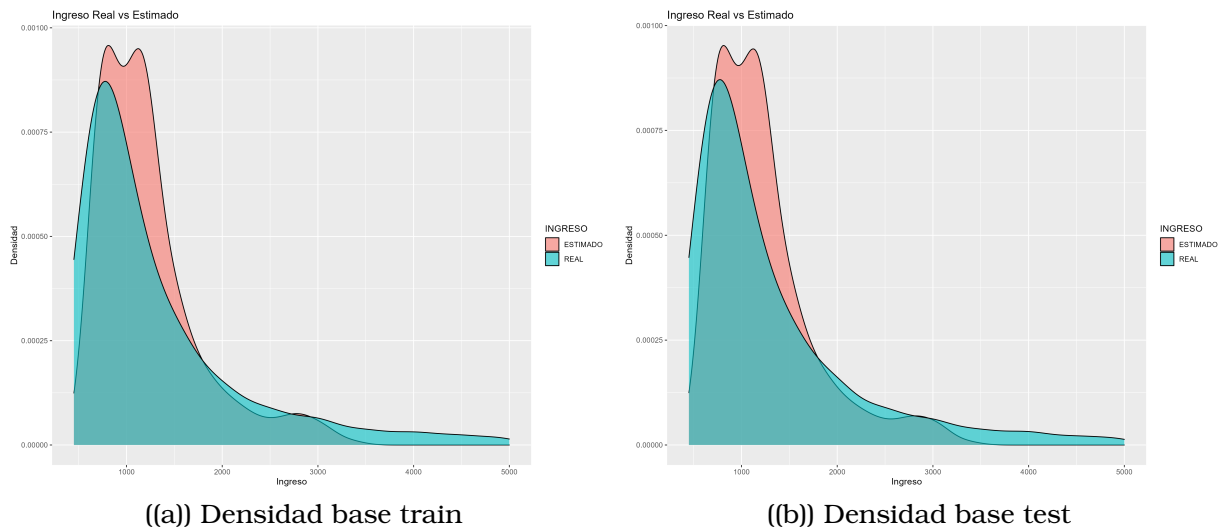 Ingreso Real vs Estimado
0.00100
0.00075
0.00050
0.00025
0.00000
Densidad
1000 2000 3000 4000 5000
Ingreso
INGRESO
ESTIMADO
REAL
((a)) Densidad base train
Ingreso Real vs Estimado
0.00100
0.00075
0.00050
0.00025
0.00000
Densidad
1000 2000 3000 4000 5000
Ingreso
INGRESO
ESTIMADO
REAL
((b)) Densidad base test